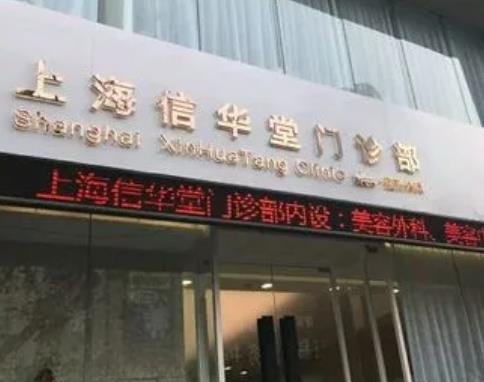 上海信华堂门诊部
Shanghai XinHuaTang Clinic
上海信华堂门诊部内设：美容外科、美容